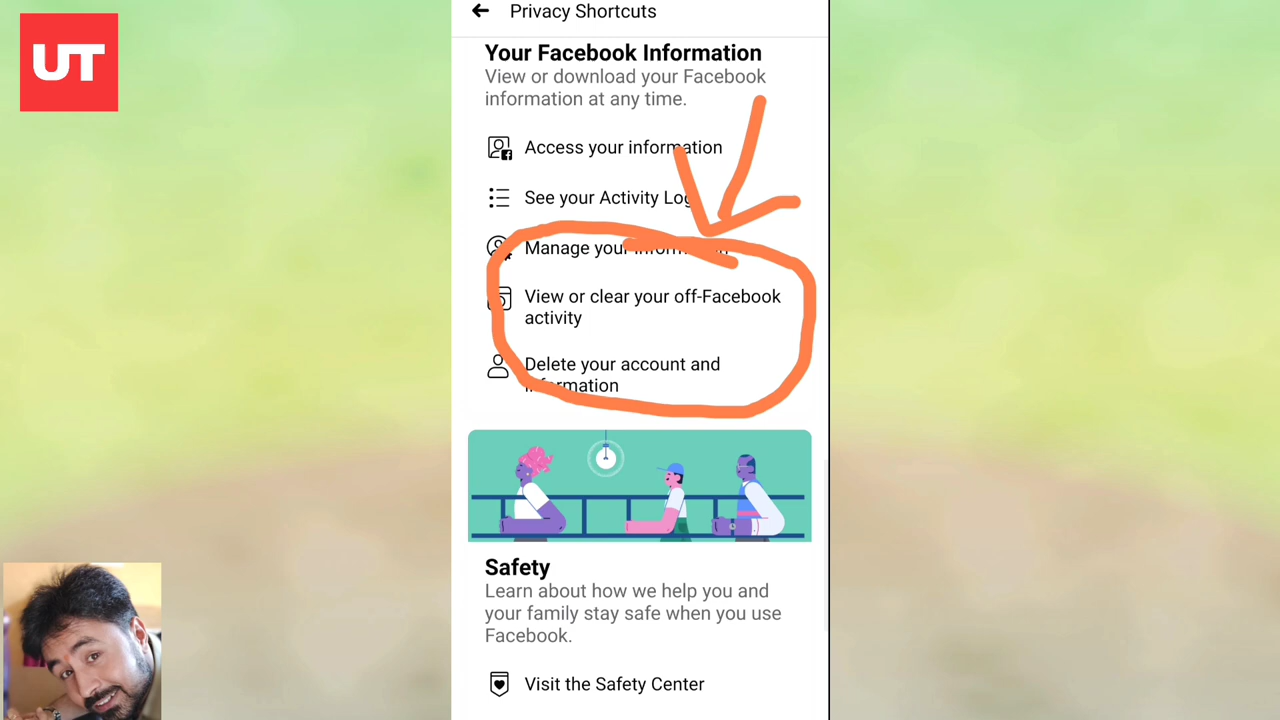 UT
Privacy Shortcuts
Your Facebook Information
View or download your Facebook
information at any time.
Access your information
See your Activity Log
Manage your information
View or clear your off-Facebook
activity
Delete your account and
information
Safety
Learn about how we help you and
your family stay safe when you use
Facebook.
Visit the Safety Center